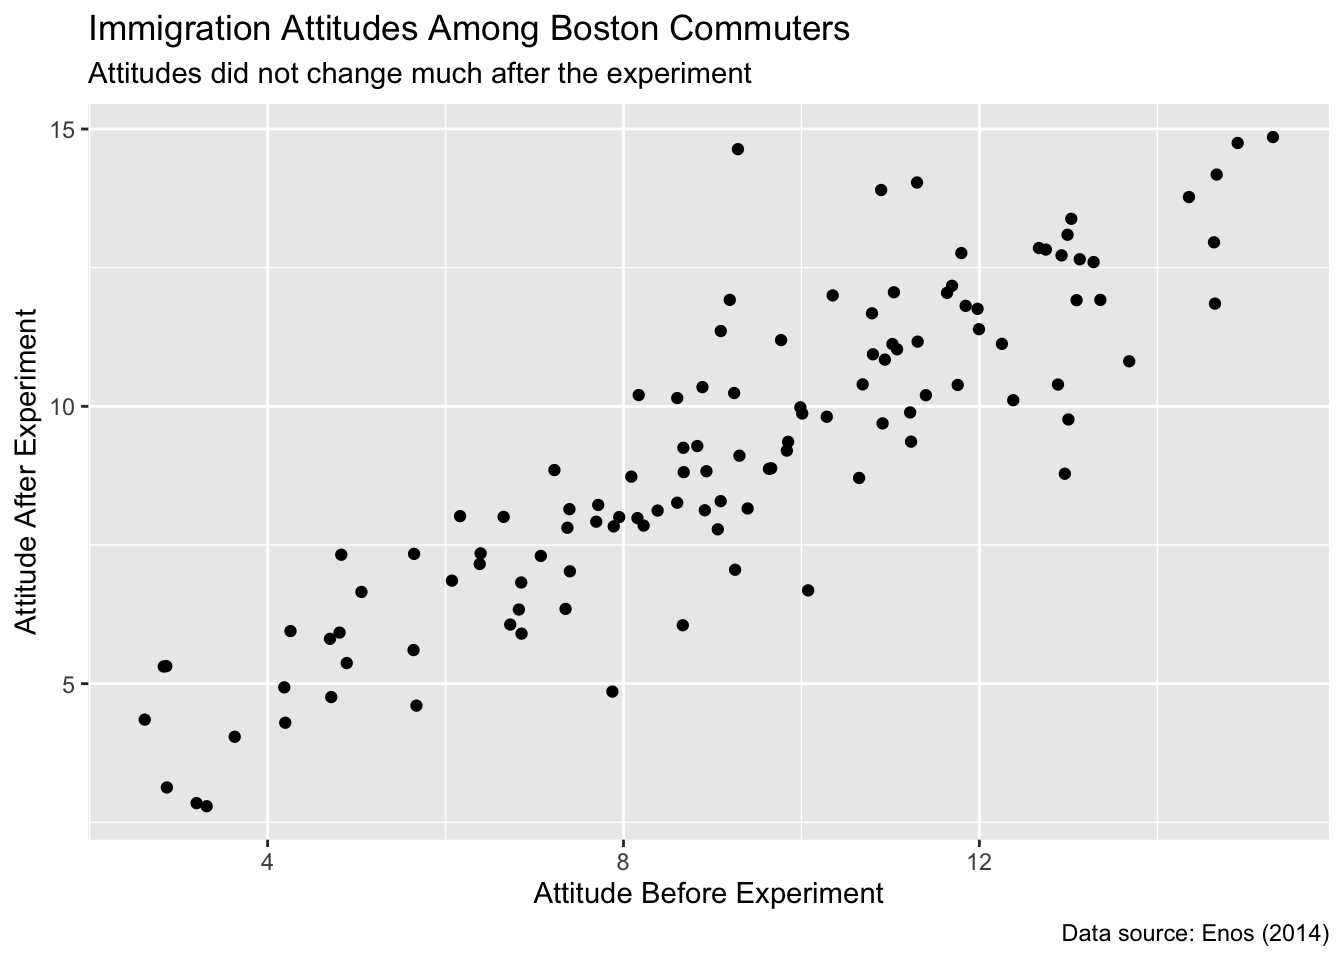 Immigration Attitudes Among Boston Commuters
Attitudes did not change much after the experiment
15
10
5
Attitude After Experiment
4 8 12
Attitude Before Experiment
Data source: Enos (2014)